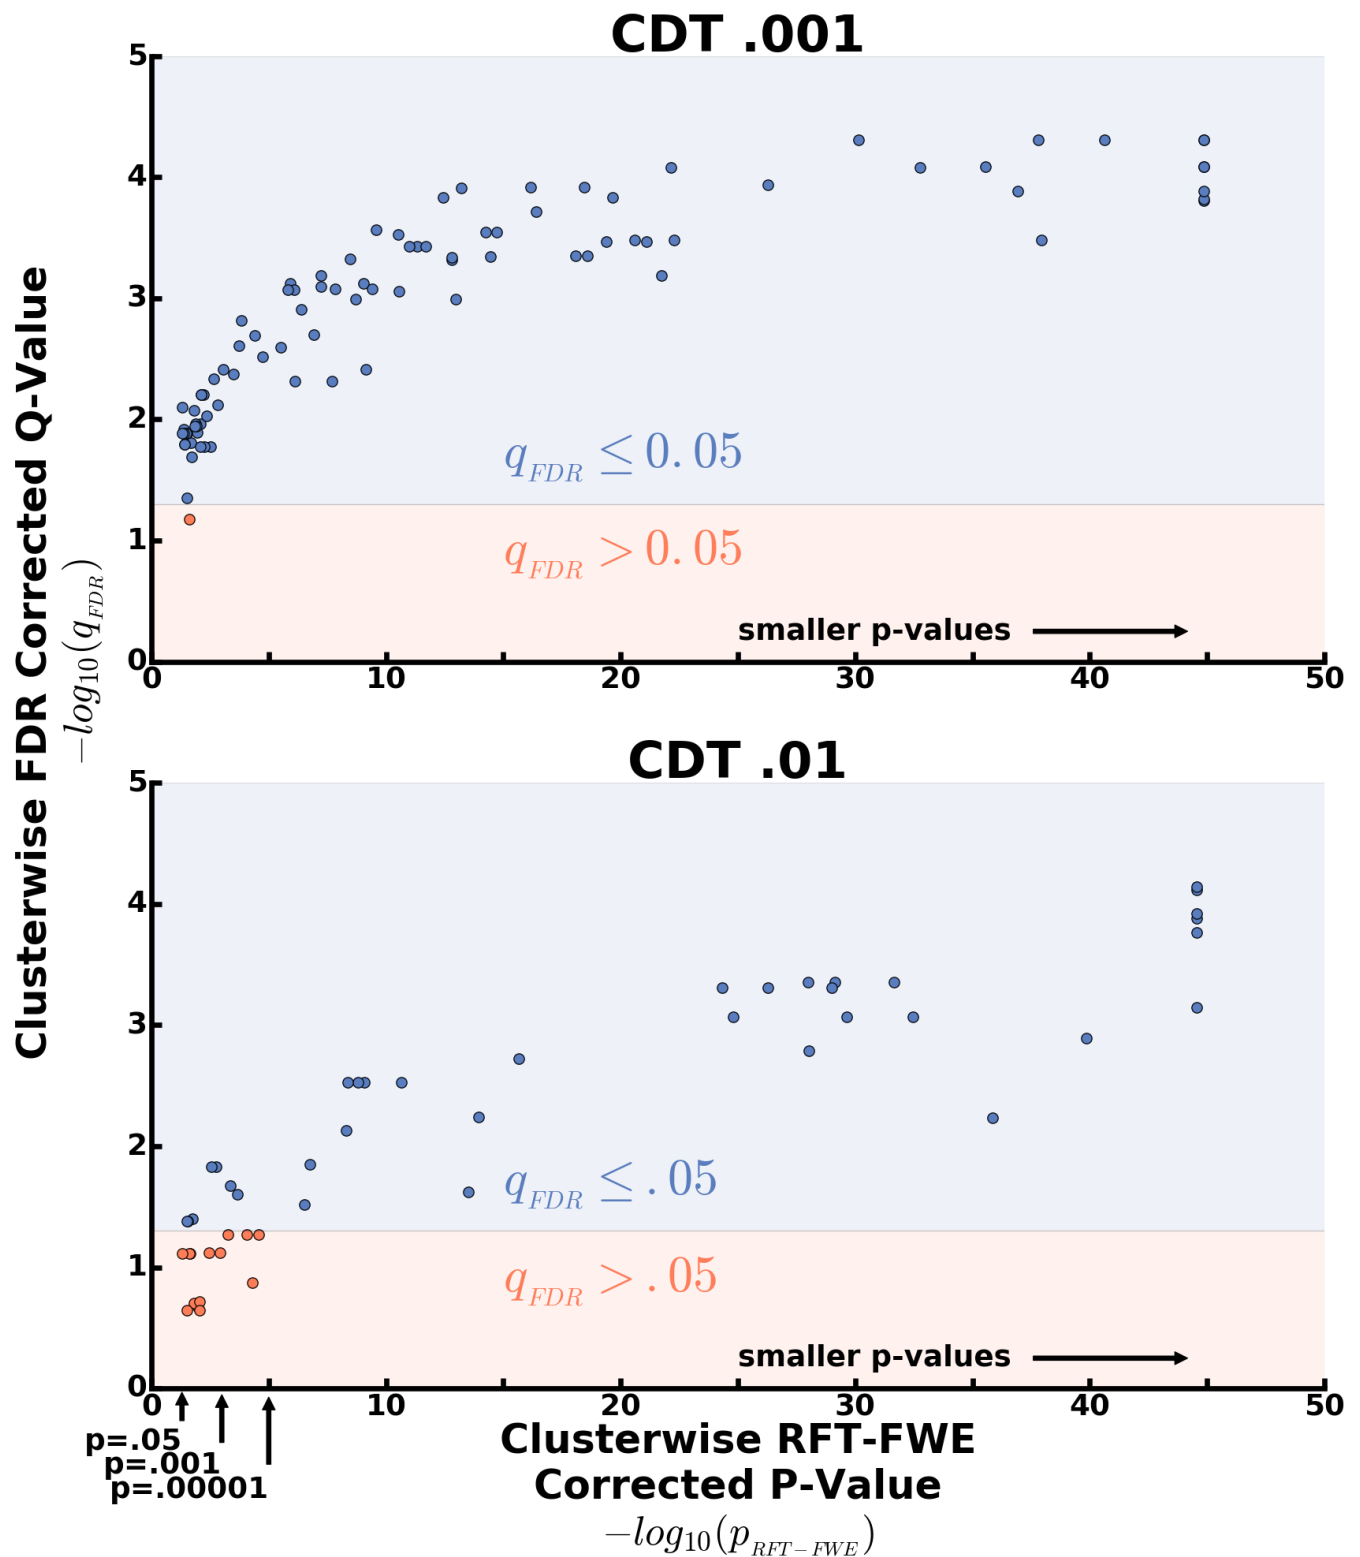 CDT .001
5
4
3
2
1
0
q_FDR ≤ 0.05
q_FDR > 0.05
smaller p-values
0 10 20 30 40 50
Clusterwise FDR Corrected Q-Value
−log10(q_FDR)
CDT .01
5
4
3
2
1
0
q_FDR ≤ .05
q_FDR > .05
smaller p-values
0 10 20 30 40 50
p=.05
p=.001
p=.00001
Clusterwise RFT-FWE
Corrected P-Value
−log10(p_RFT−FWE)